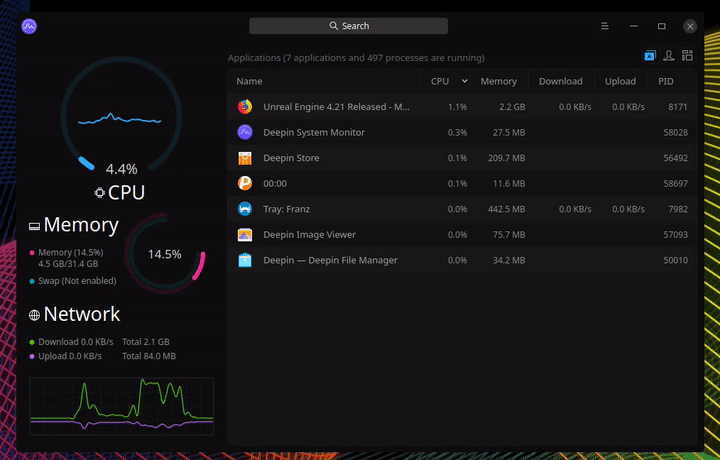 Search
4.4%
CPU
Memory
Memory (14.5%)
4.5 GB/31.4 GB
Swap (Not enabled)
14.5%
Network
Download 0.0 KB/s Total 2.1 GB
Upload 0.0 KB/s Total 84.0 MB
Applications (7 applications and 497 processes are running)
Name CPU Memory Download Upload PID
Unreal Engine 4.21 Released - M... 1.1% 2.2 GB 0.0 KB/s 0.0 KB/s 8171
Deepin System Monitor 0.3% 27.5 MB 58028
Deepin Store 0.1% 209.7 MB 56492
00:00 0.1% 11.6 MB 58697
Tray: Franz 0.0% 442.5 MB 0.0 KB/s 0.0 KB/s 7982
Deepin Image Viewer 0.0% 75.7 MB 57093
Deepin — Deepin File Manager 0.0% 34.2 MB 50010